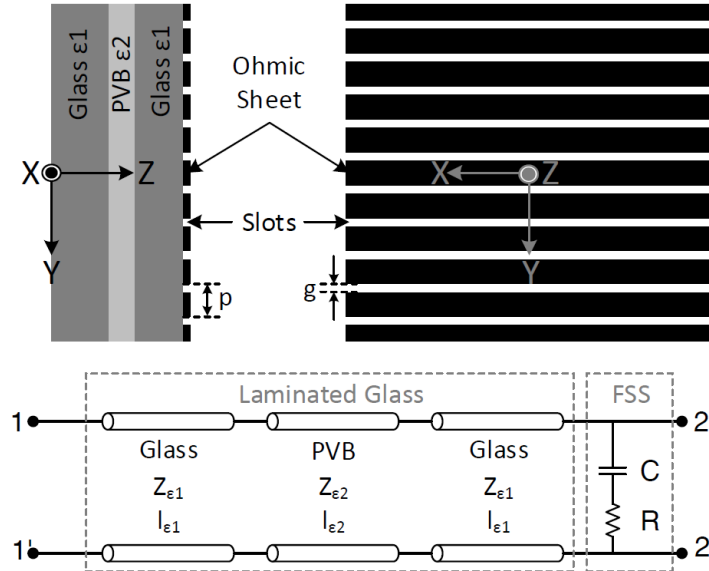 Glass ε1
PVB ε2
Glass ε1
Ohmic
Sheet
X
Z
Y
Slots
p
g
X
Z
Y
Laminated Glass
FSS
1
2
Glass
PVB
Glass
C
Zε1
Zε2
Zε1
R
lε1
lε2
lε1
1'
2